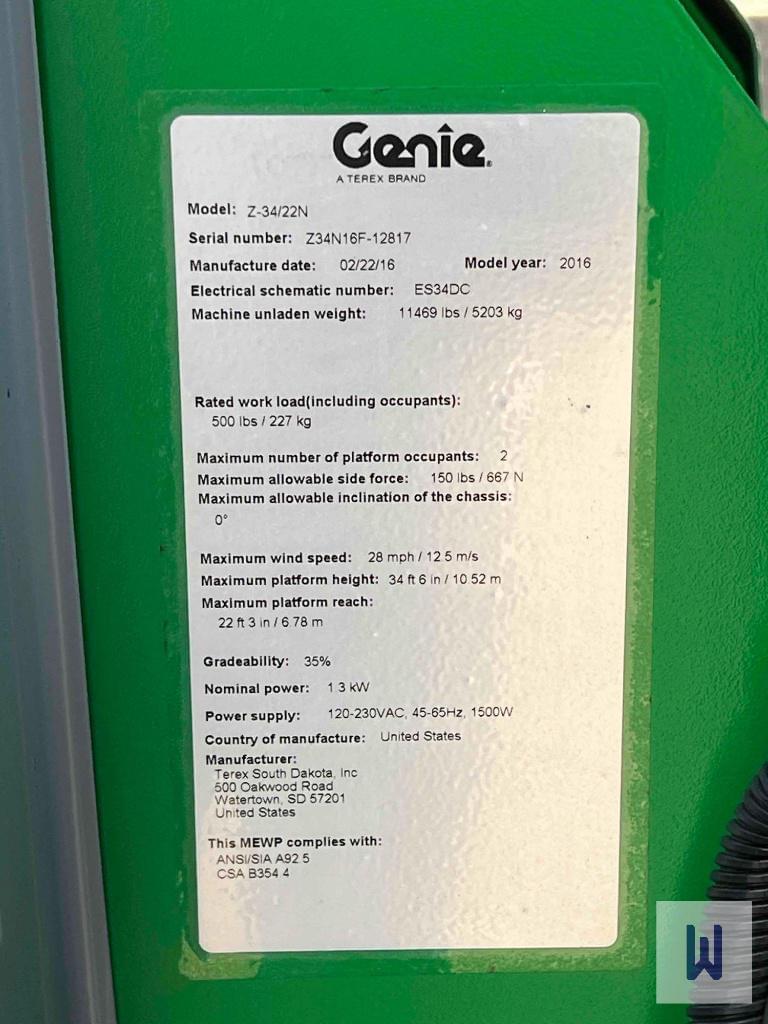 Genie®
A TEREX BRAND
Model: Z-34/22N
Serial number: Z34N16F-12817
Manufacture date: 02/22/16 Model year: 2016
Electrical schematic number: ES34DC
Machine unladen weight: 11469 lbs / 5203 kg
Rated work load(including occupants):
500 lbs / 227 kg
Maximum number of platform occupants: 2
Maximum allowable side force: 150 lbs / 667 N
Maximum allowable inclination of the chassis:
0°
Maximum wind speed: 28 mph / 12.5 m/s
Maximum platform height: 34 ft 6 in / 10.52 m
Maximum platform reach:
22 ft 3 in / 6.78 m
Gradeability: 35%
Nominal power: 1.3 kW
Power supply: 120-230VAC, 45-65Hz, 1500W
Country of manufacture: United States
Manufacturer:
Terex South Dakota, Inc
500 Oakwood Road
Watertown, SD 57201
United States
This MEWP complies with:
ANSI/SIA A92.5
CSA B354.4
W